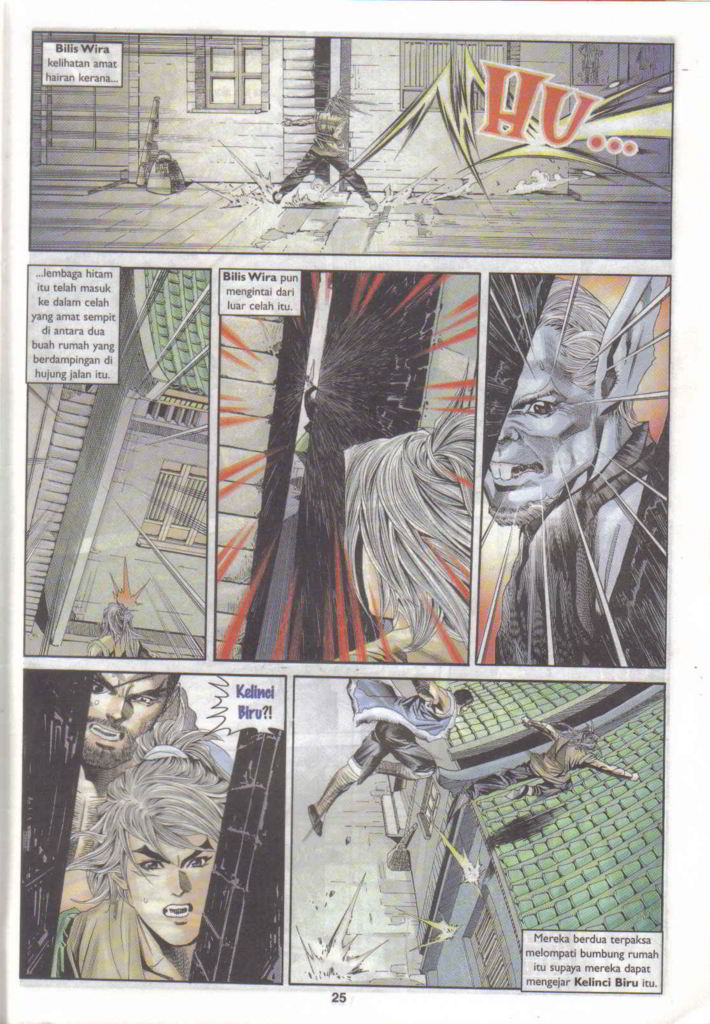 Bilis Wira
kelihatan amat
hairan kerana...
HU...
...lembaga hitam
itu telah masuk
ke dalam celah
yang amat sempit
di antara dua
buah rumah yang
berdampingan di
hujung jalan itu.
Bilis Wira pun
mengintai dari
luar celah itu.
Kelinci
Biru?!
Mereka berdua terpaksa
melompati bumbung rumah
itu supaya mereka dapat
mengejar Kelinci Biru itu.
25